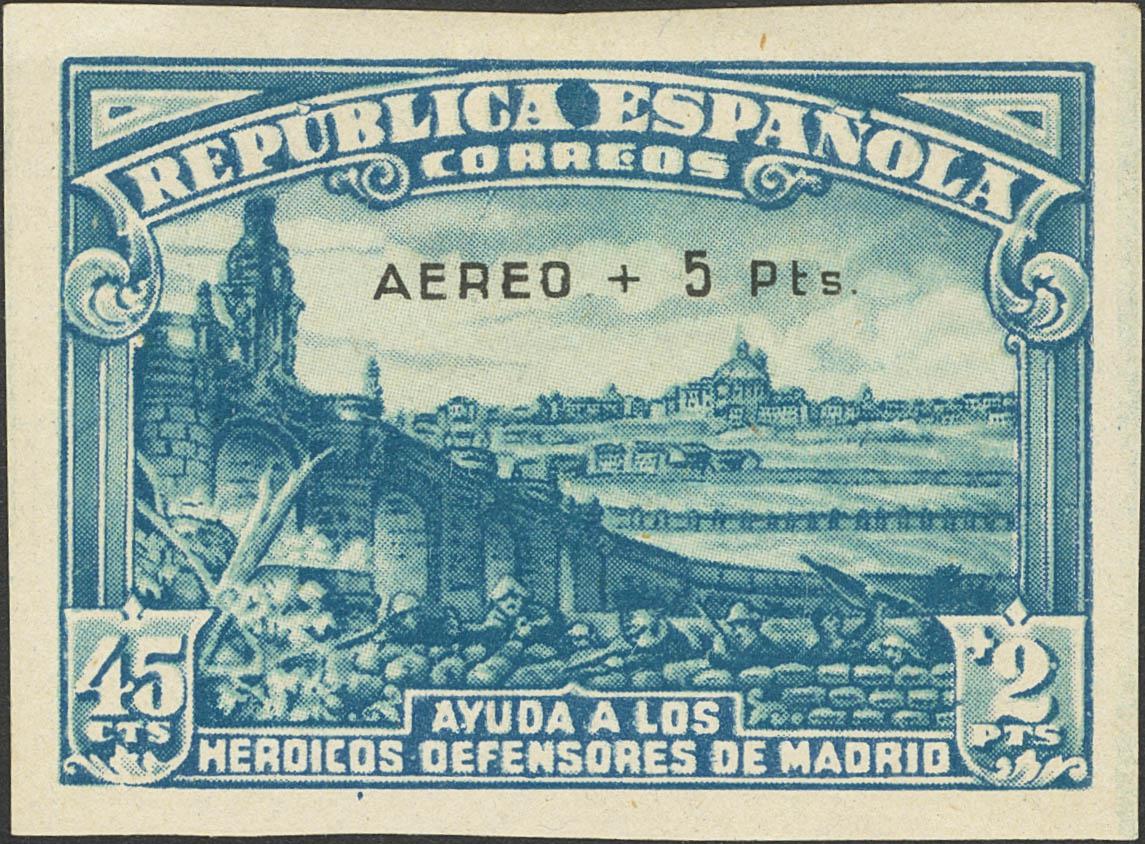 REPÚBLICA ESPAÑOLA
CORREOS
AEREO + 5 Pts.
45
CTS
+2
PTS
AYUDA A LOS
HEROICOS DEFENSORES DE MADRID